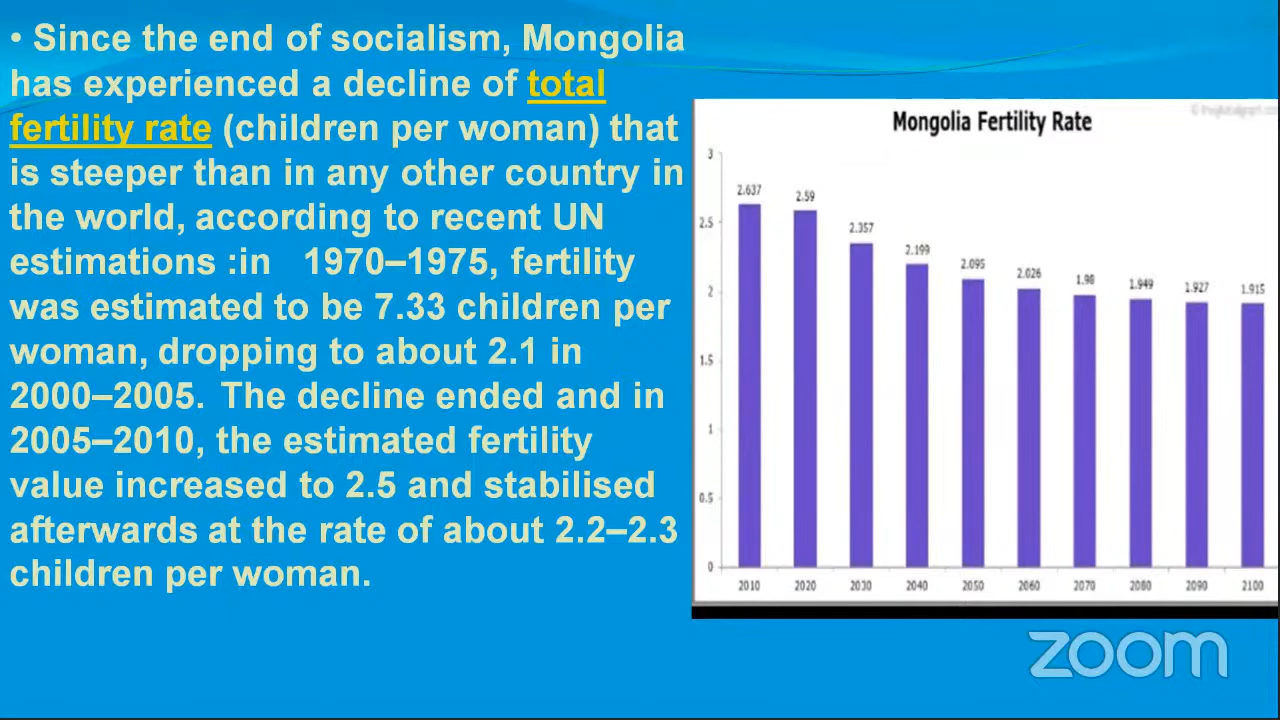 • Since the end of socialism, Mongolia
has experienced a decline of total
fertility rate (children per woman) that
is steeper than in any other country in
the world, according to recent UN
estimations :in 1970–1975, fertility
was estimated to be 7.33 children per
woman, dropping to about 2.1 in
2000–2005. The decline ended and in
2005–2010, the estimated fertility
value increased to 2.5 and stabilised
afterwards at the rate of about 2.2–2.3
children per woman.
Mongolia Fertility Rate
3
2.5
2
1.5
1
0.5
0
2.637
2.59
2.357
2.199
2.095
2.026
1.98
1.949
1.927
1.915
2010 2020 2030 2040 2050 2060 2070 2080 2090 2100
zoom